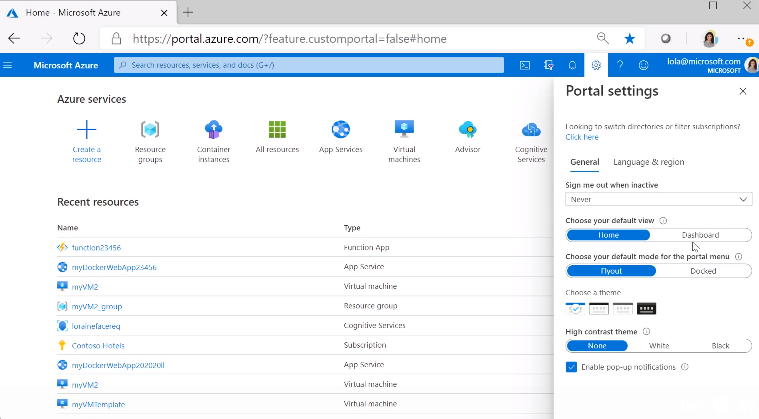 Home - Microsoft Azure
https://portal.azure.com/?feature.customportal=false#home
Microsoft Azure
Search resources, services, and docs (G+/)
lola@microsoft.com
MICROSOFT
Azure services
Create a resource
Resource groups
Container instances
All resources
App Services
Virtual machines
Advisor
Cognitive Services
Recent resources
Name Type
function23456 Function App
myDockerWebApp23456 App Service
myVM2 Virtual machine
myVM2_group Resource group
lorainefacereq Cognitive Services
Contoso Hotels Subscription
myDockerWebApp202020ll App Service
myVM2 Virtual machine
myVMTemplate Virtual machine
Portal settings
Looking to switch directories or filter subscriptions?
Click here
General Language & region
Sign me out when inactive
Never
Choose your default view
Home Dashboard
Choose your default mode for the portal menu
Flyout Docked
Choose a theme
High contrast theme
None White Black
Enable pop-up notifications